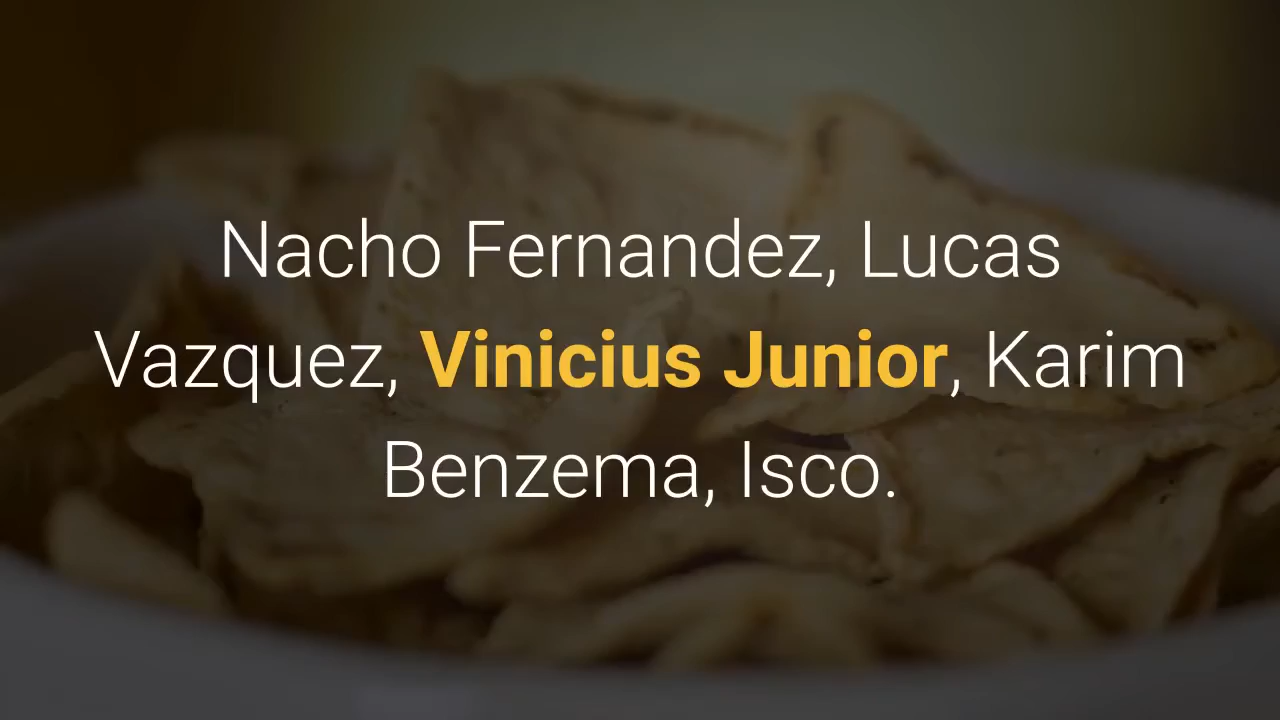 Nacho Fernandez, Lucas
Vazquez, Vinicius Junior, Karim
Benzema, Isco.